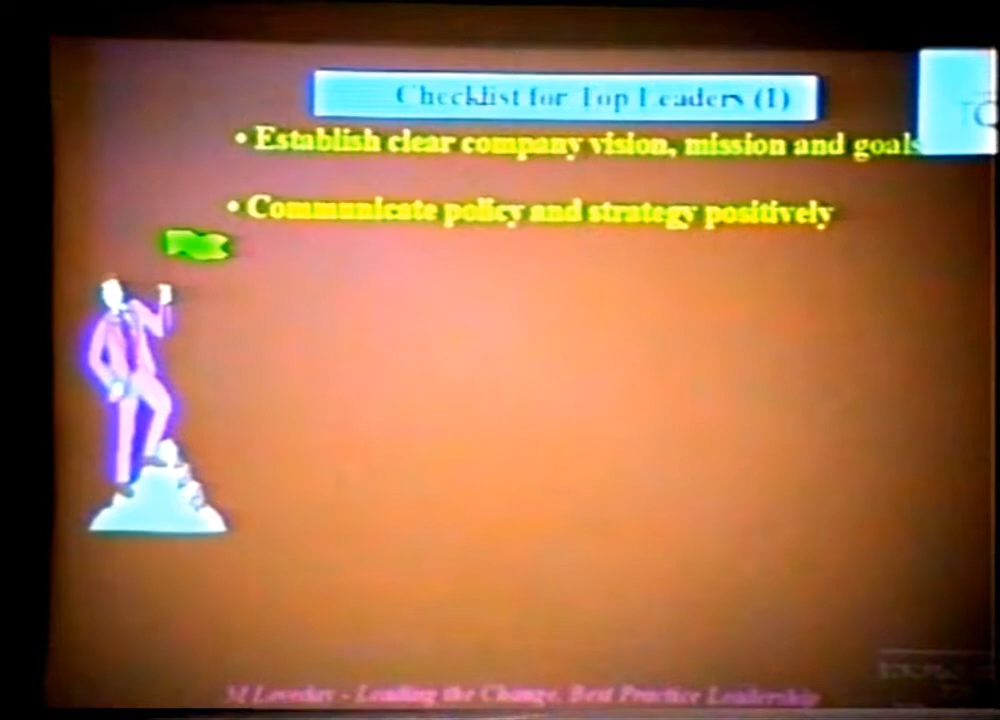 Checklist for Top Leaders (1)
• Establish clear company vision, mission and goals
• Communicate policy and strategy positively
M Loveday - Leading the Change, Best Practice Leadership